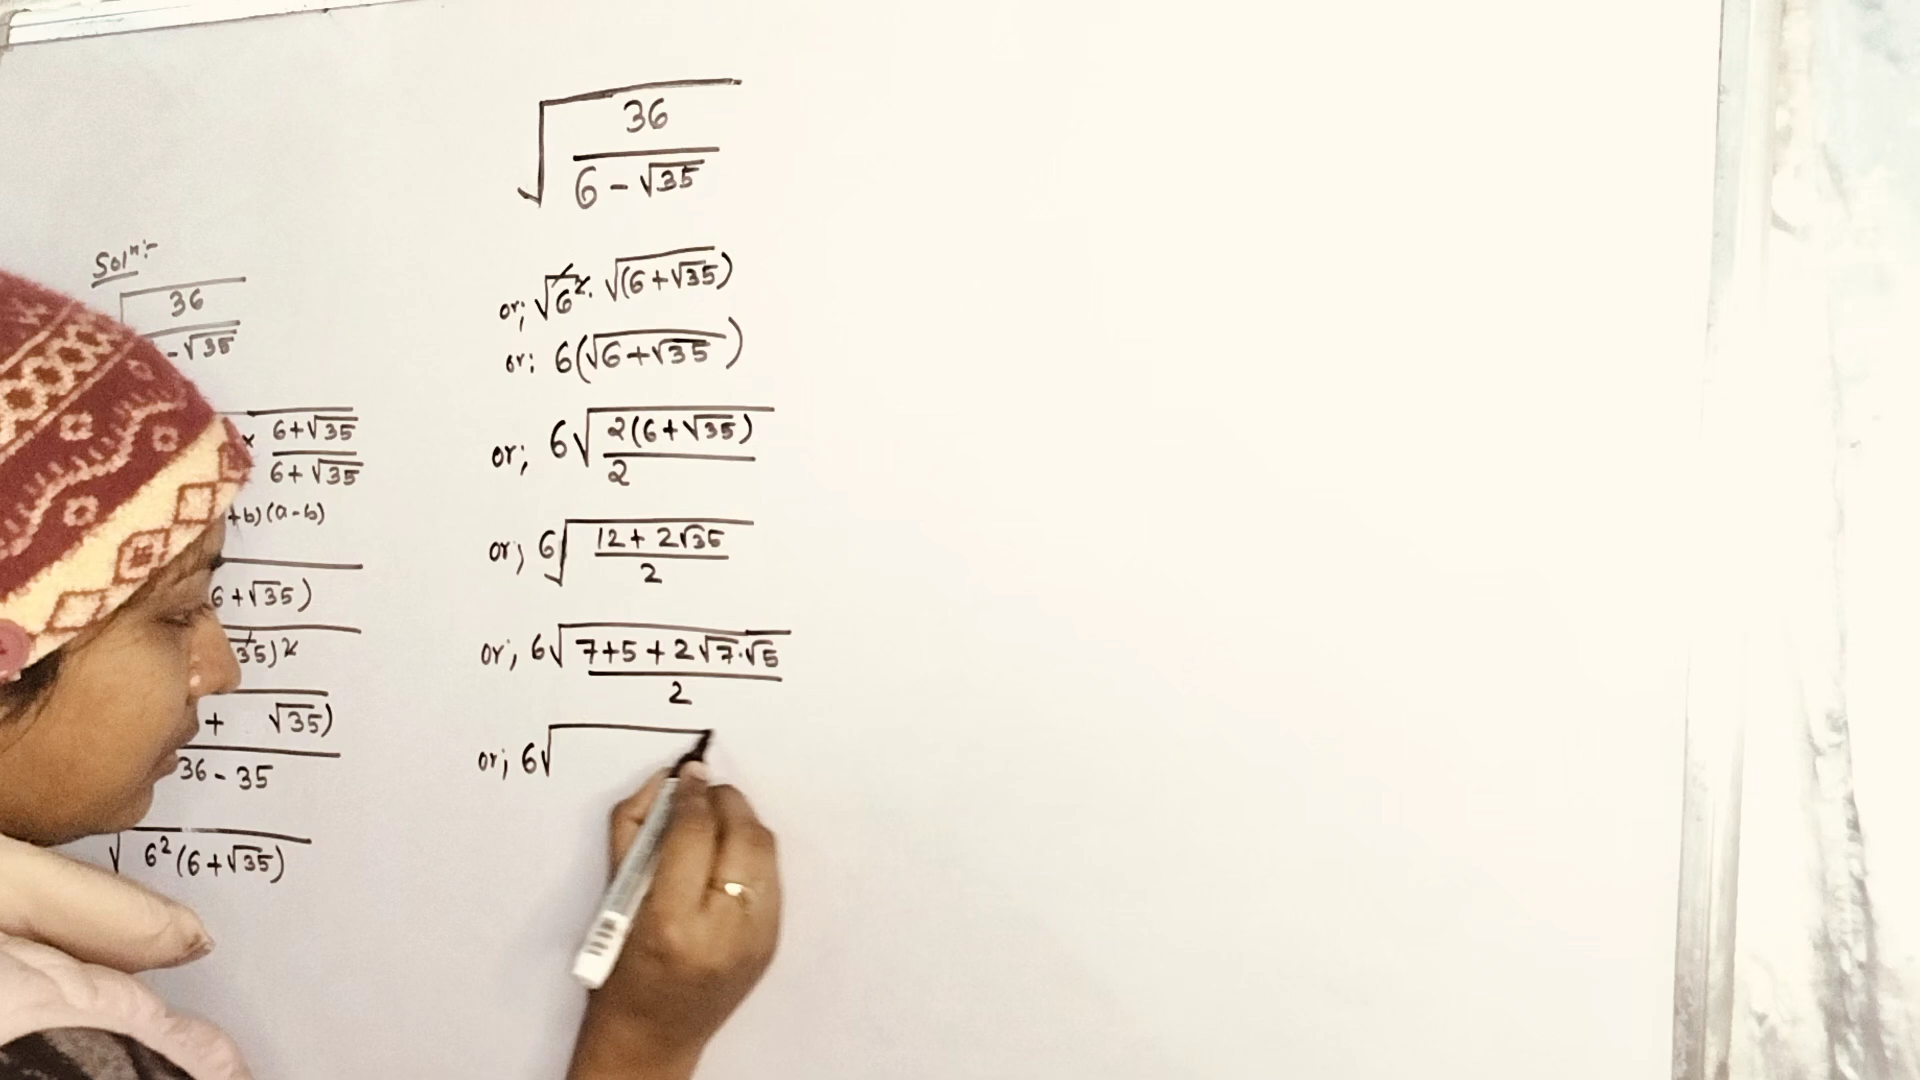 √(36/(6-√35))
Solⁿ:-
36
-√35
× (6+√35)/(6+√35)
+b)(a-b)
6+√35)
35)²
+ √35)
36-35
√(6²(6+√35))
or; √6². √(6+√35)
or: 6(√6+√35)
or; 6√(2(6+√35)/2)
or; 6√((12+2√35)/2)
or; 6√((7+5+2√7.√5)/2)
or; 6√